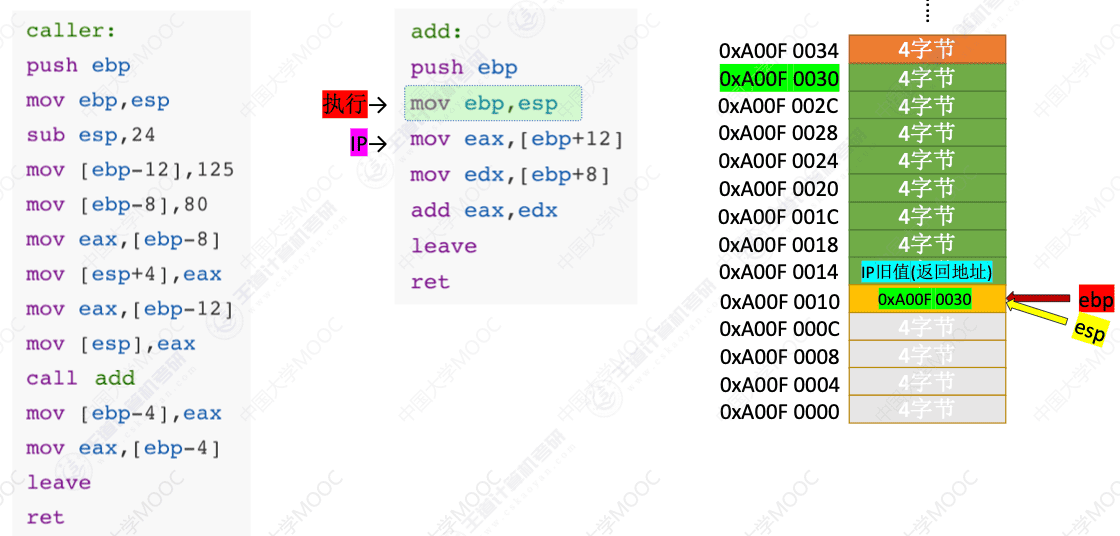 caller:
push ebp
mov ebp,esp
sub esp,24
mov [ebp-12],125
mov [ebp-8],80
mov eax,[ebp-8]
mov [esp+4],eax
mov eax,[ebp-12]
mov [esp],eax
call add
mov [ebp-4],eax
mov eax,[ebp-4]
leave
ret
add:
push ebp
执行→ mov ebp,esp
IP→ mov eax,[ebp+12]
mov edx,[ebp+8]
add eax,edx
leave
ret
0xA00F 0034 4字节
0xA00F 0030 4字节
0xA00F 002C 4字节
0xA00F 0028 4字节
0xA00F 0024 4字节
0xA00F 0020 4字节
0xA00F 001C 4字节
0xA00F 0018 4字节
0xA00F 0014 IP旧值(返回地址)
0xA00F 0010 0xA00F 0030 ebp
esp
0xA00F 000C 4字节
0xA00F 0008 4字节
0xA00F 0004 4字节
0xA00F 0000 4字节
中国大学MOOC
王道计算机考研